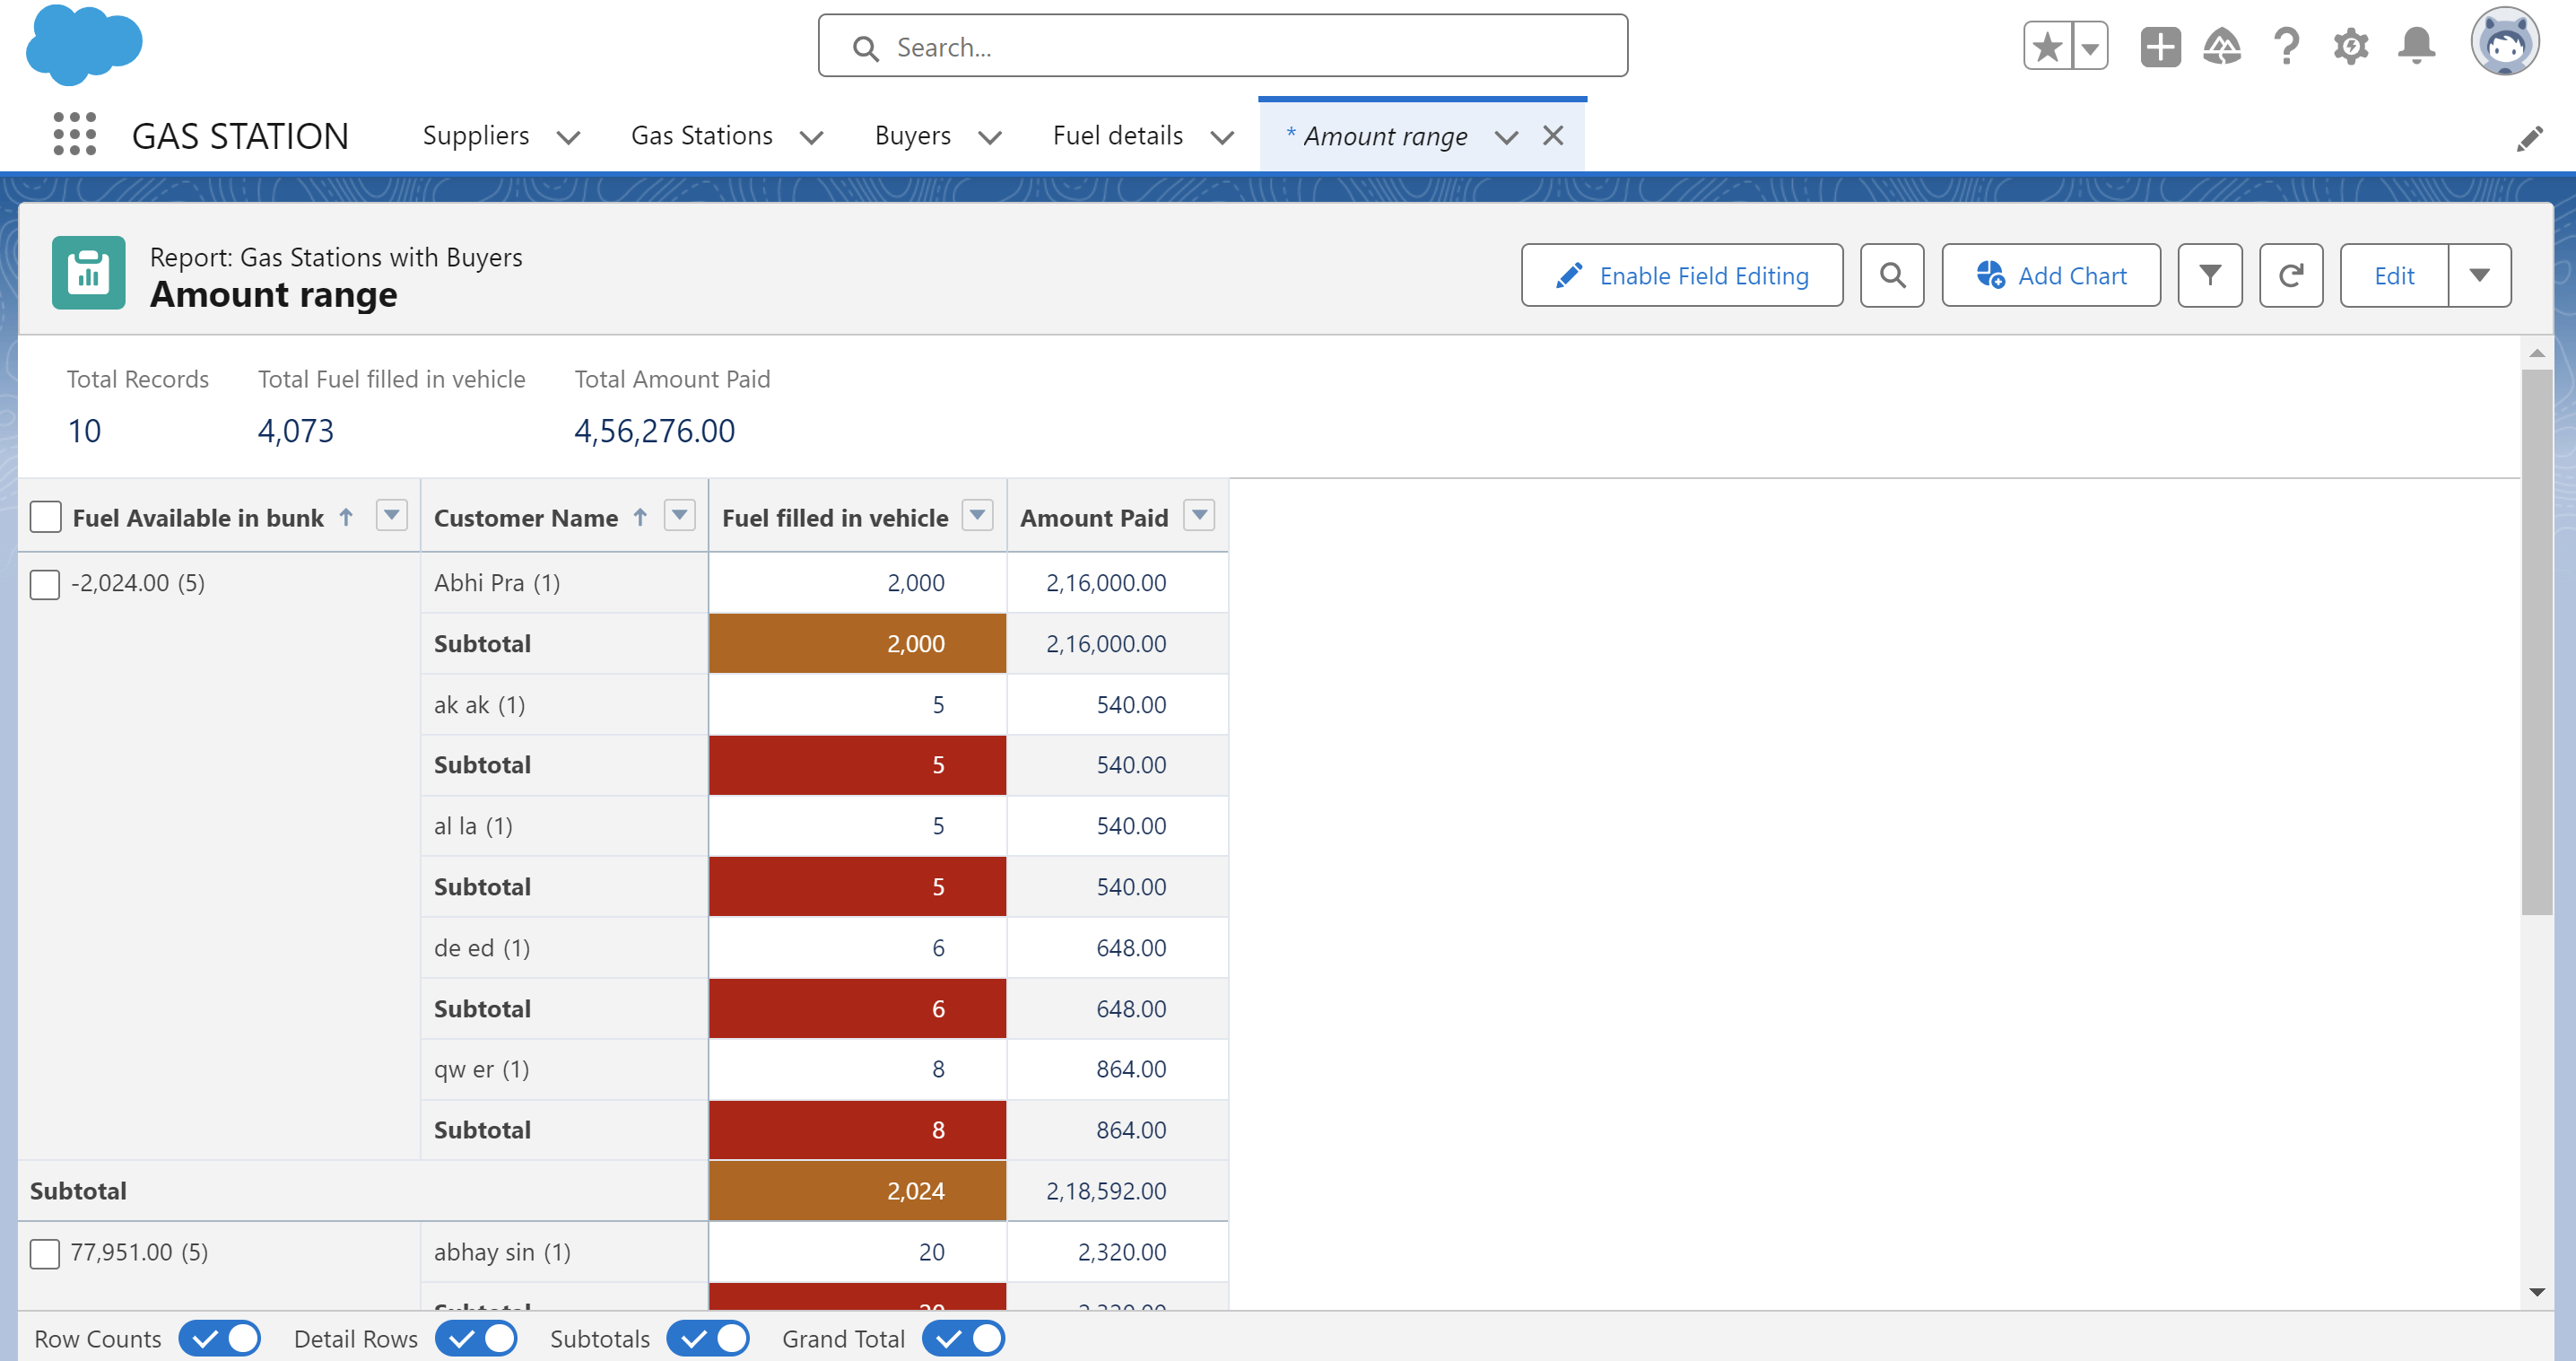 Search...
GAS STATION Suppliers Gas Stations Buyers Fuel details * Amount range
Report: Gas Stations with Buyers
Amount range
Enable Field Editing Add Chart Edit
Total Records Total Fuel filled in vehicle Total Amount Paid
10 4,073 4,56,276.00
Fuel Available in bunk ↑ Customer Name ↑ Fuel filled in vehicle Amount Paid
-2,024.00 (5) Abhi Pra (1) 2,000 2,16,000.00
Subtotal 2,000 2,16,000.00
ak ak (1) 5 540.00
Subtotal 5 540.00
al la (1) 5 540.00
Subtotal 5 540.00
de ed (1) 6 648.00
Subtotal 6 648.00
qw er (1) 8 864.00
Subtotal 8 864.00
Subtotal 2,024 2,18,592.00
77,951.00 (5) abhay sin (1) 20 2,320.00
Subtotal 20 2,320.00
Row Counts Detail Rows Subtotals Grand Total